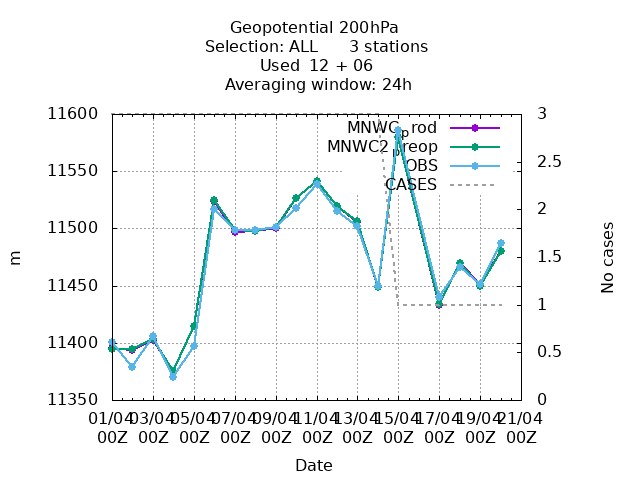 Geopotential 200hPa
Selection: ALL 3 stations
Used 12 + 06
Averaging window: 24h
11600
11550
11500
11450
11400
11350
m
3
2.5
2
1.5
1
0.5
0
No cases
MNWC_prod
MNWC2_preop
OBS
CASES
01/04 03/04 05/04 07/04 09/04 11/04 13/04 15/04 17/04 19/04 21/04
00Z 00Z 00Z 00Z 00Z 00Z 00Z 00Z 00Z 00Z 00Z
Date